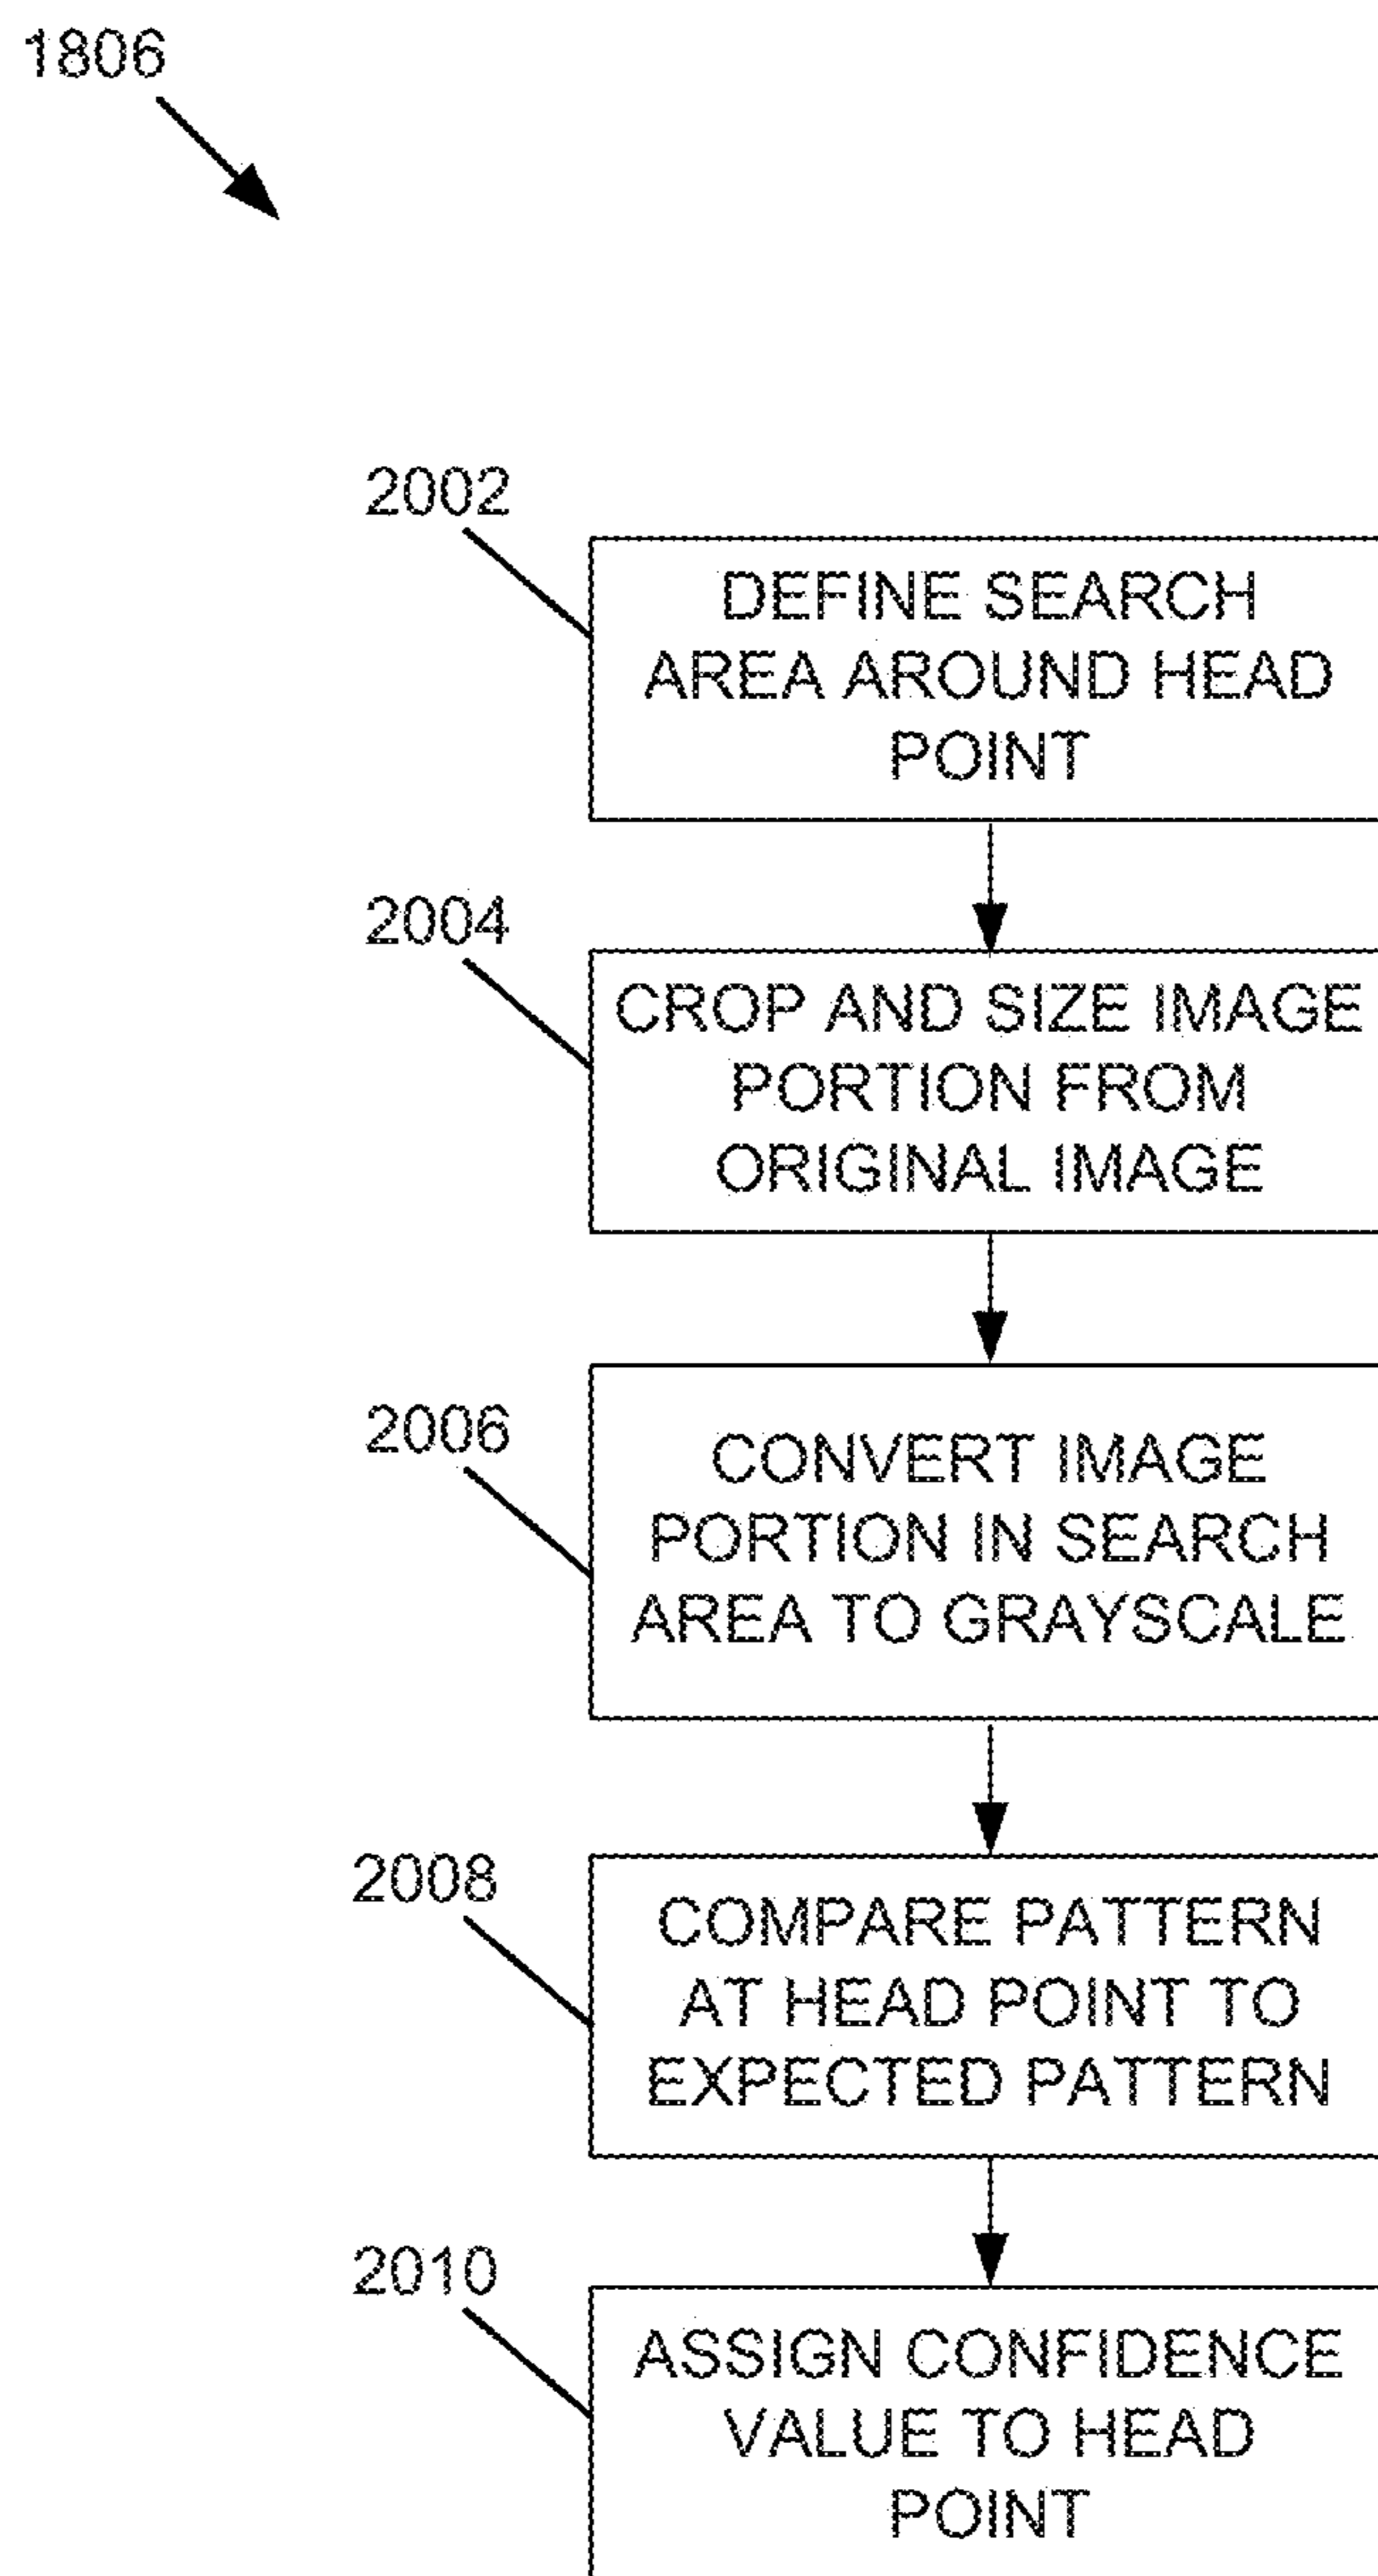 1806
2002
DEFINE SEARCH
AREA AROUND HEAD
POINT
2004
CROP AND SIZE IMAGE
PORTION FROM
ORIGINAL IMAGE
2006
CONVERT IMAGE
PORTION IN SEARCH
AREA TO GRAYSCALE
2008
COMPARE PATTERN
AT HEAD POINT TO
EXPECTED PATTERN
2010
ASSIGN CONFIDENCE
VALUE TO HEAD
POINT